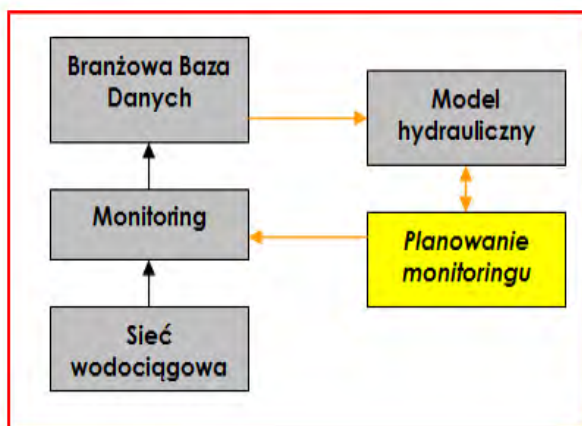 Branżowa Baza
Danych
Model
hydrauliczny
Monitoring
Planowanie
monitoringu
Sieć
wodociągowa